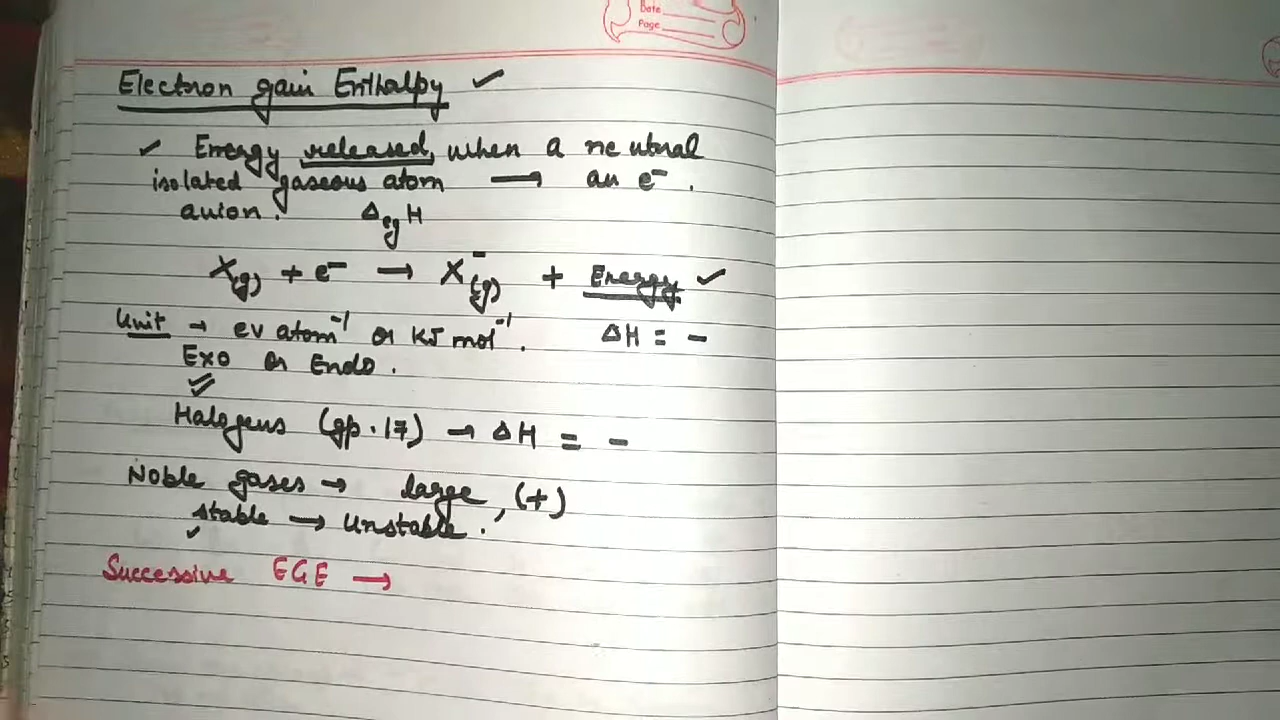 Date
Page
Electron gain Enthalpy ✓
✓ Energy released, when a neutral
isolated gaseous atom ⟶ an e⁻.
anion. Δ_eg H
X(g) + e⁻ → X⁻(g) + Energy. ✓
Unit → ev atom⁻¹ or KJ mol⁻¹. ΔH = -
Exo or Endo.
Halogens (gp.17) → ΔH = -
Noble gases → large, (+)
stable → unstable.
Successive EGE →